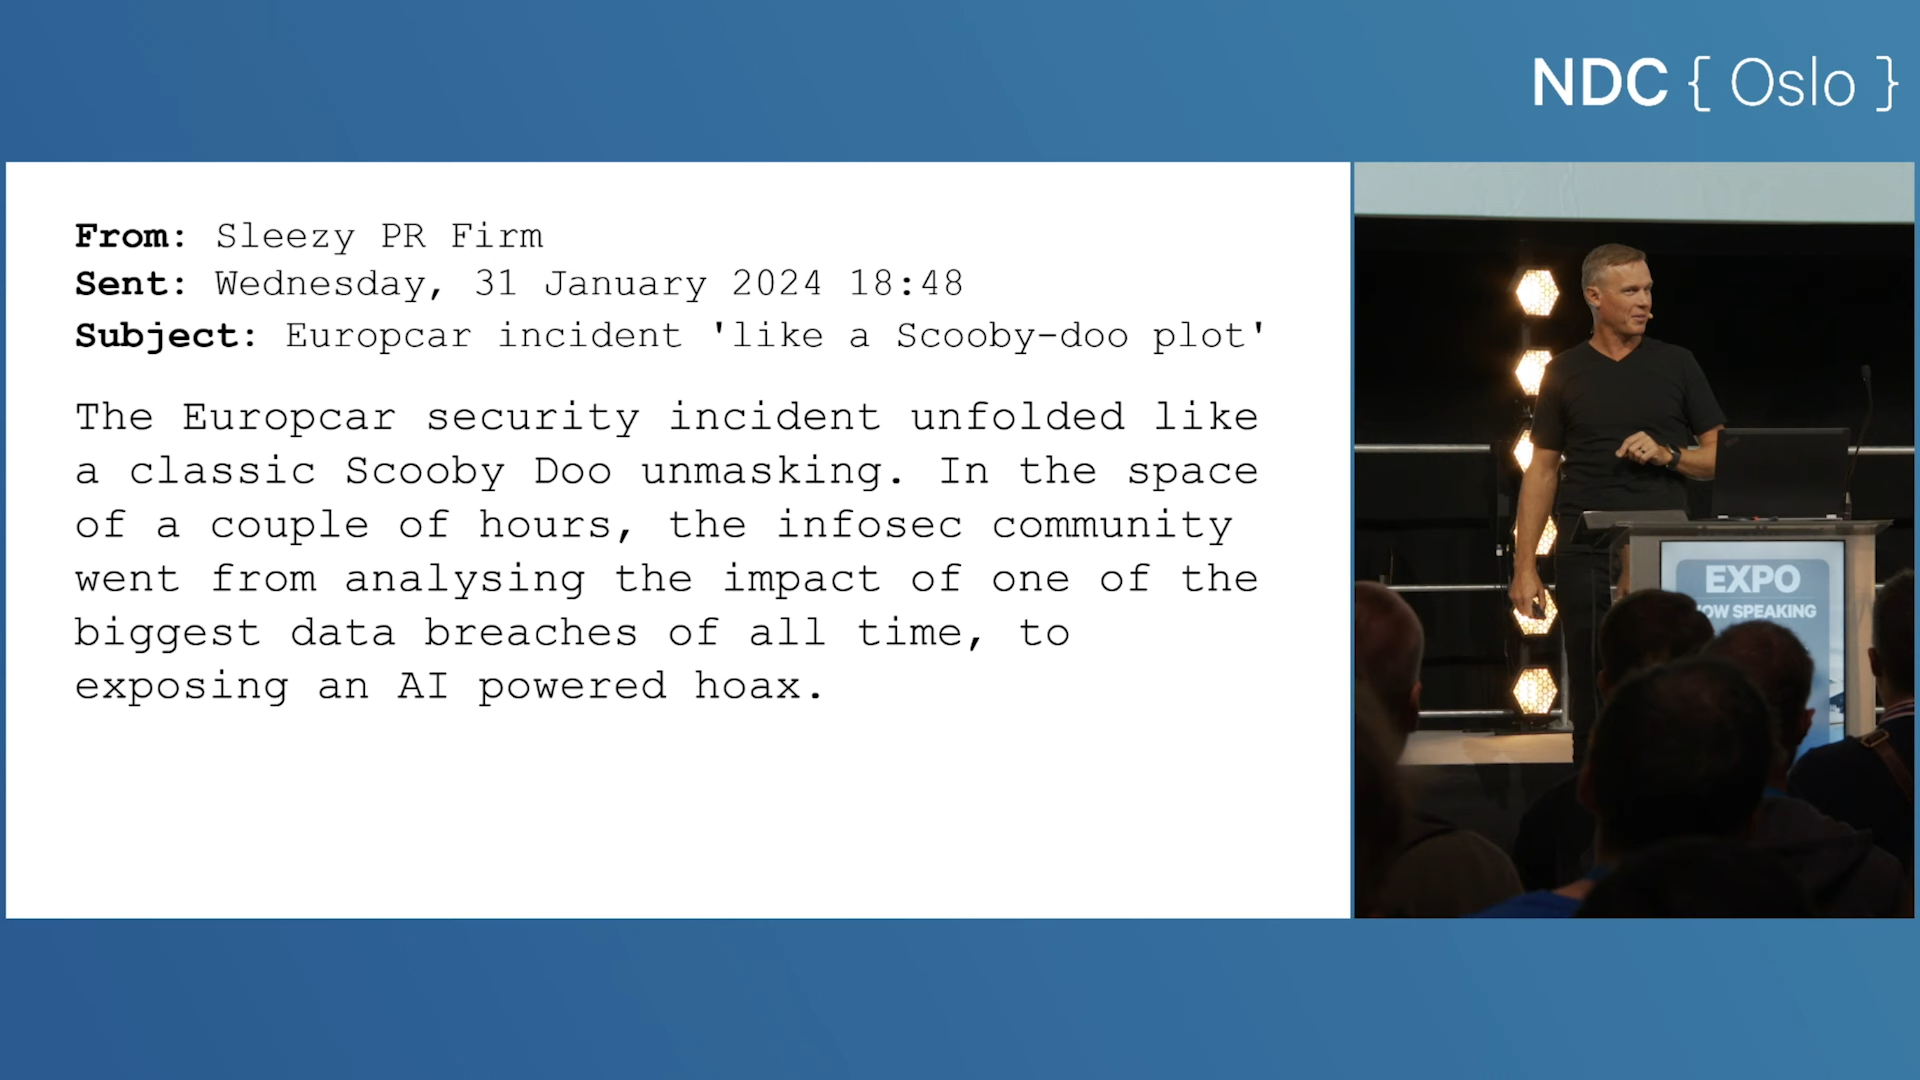 NDC { Oslo }
From: Sleezy PR Firm
Sent: Wednesday, 31 January 2024 18:48
Subject: Europcar incident 'like a Scooby-doo plot'
The Europcar security incident unfolded like
a classic Scooby Doo unmasking. In the space
of a couple of hours, the infosec community
went from analysing the impact of one of the
biggest data breaches of all time, to
exposing an AI powered hoax.
EXPO
SPEAKING